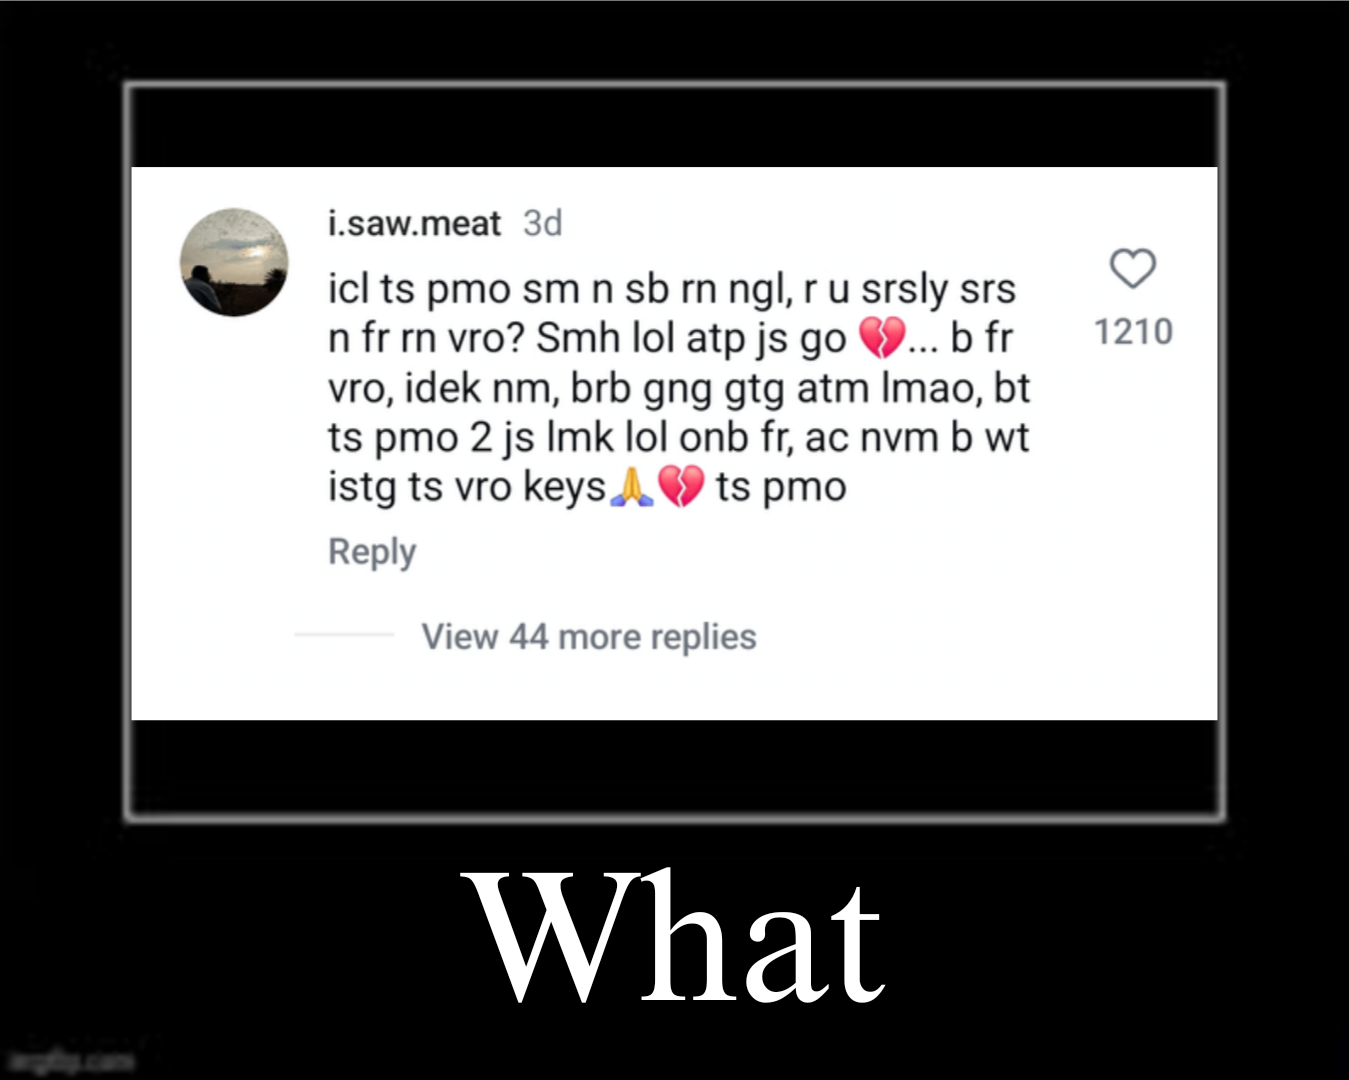 i.saw.meat 3d
icl ts pmo sm n sb rn ngl, r u srsly srs
n fr rn vro? Smh lol atp js go 💔... b fr
vro, idek nm, brb gng gtg atm lmao, bt
ts pmo 2 js lmk lol onb fr, ac nvm b wt
istg ts vro keys🙏💔 ts pmo
1210
Reply
View 44 more replies
What
imgflip.com